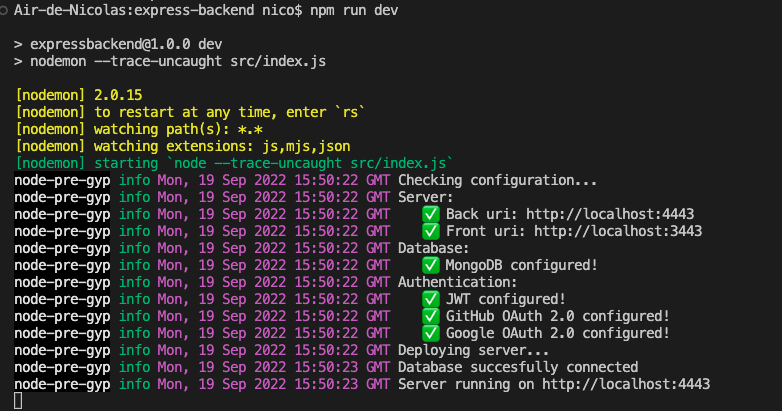 Air-de-Nicolas:express-backend nico$ npm run dev
> expressbackend@1.0.0 dev
> nodemon --trace-uncaught src/index.js
[nodemon] 2.0.15
[nodemon] to restart at any time, enter `rs`
[nodemon] watching path(s): *.*
[nodemon] watching extensions: js,mjs,json
[nodemon] starting `node --trace-uncaught src/index.js`
node-pre-gyp info Mon, 19 Sep 2022 15:50:22 GMT Checking configuration...
node-pre-gyp info Mon, 19 Sep 2022 15:50:22 GMT Server:
node-pre-gyp info Mon, 19 Sep 2022 15:50:22 GMT ✅ Back uri: http://localhost:4443
node-pre-gyp info Mon, 19 Sep 2022 15:50:22 GMT ✅ Front uri: http://localhost:3443
node-pre-gyp info Mon, 19 Sep 2022 15:50:22 GMT Database:
node-pre-gyp info Mon, 19 Sep 2022 15:50:22 GMT ✅ MongoDB configured!
node-pre-gyp info Mon, 19 Sep 2022 15:50:22 GMT Authentication:
node-pre-gyp info Mon, 19 Sep 2022 15:50:22 GMT ✅ JWT configured!
node-pre-gyp info Mon, 19 Sep 2022 15:50:22 GMT ✅ GitHub OAuth 2.0 configured!
node-pre-gyp info Mon, 19 Sep 2022 15:50:22 GMT ✅ Google OAuth 2.0 configured!
node-pre-gyp info Mon, 19 Sep 2022 15:50:22 GMT Deploying server...
node-pre-gyp info Mon, 19 Sep 2022 15:50:23 GMT Database succesfully connected
node-pre-gyp info Mon, 19 Sep 2022 15:50:23 GMT Server running on http://localhost:4443